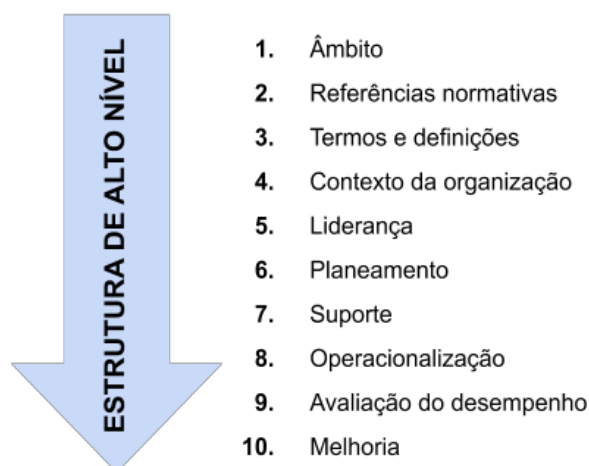 ESTRUTURA DE ALTO NÍVEL
1. Âmbito
2. Referências normativas
3. Termos e definições
4. Contexto da organização
5. Liderança
6. Planeamento
7. Suporte
8. Operacionalização
9. Avaliação do desempenho
10. Melhoria